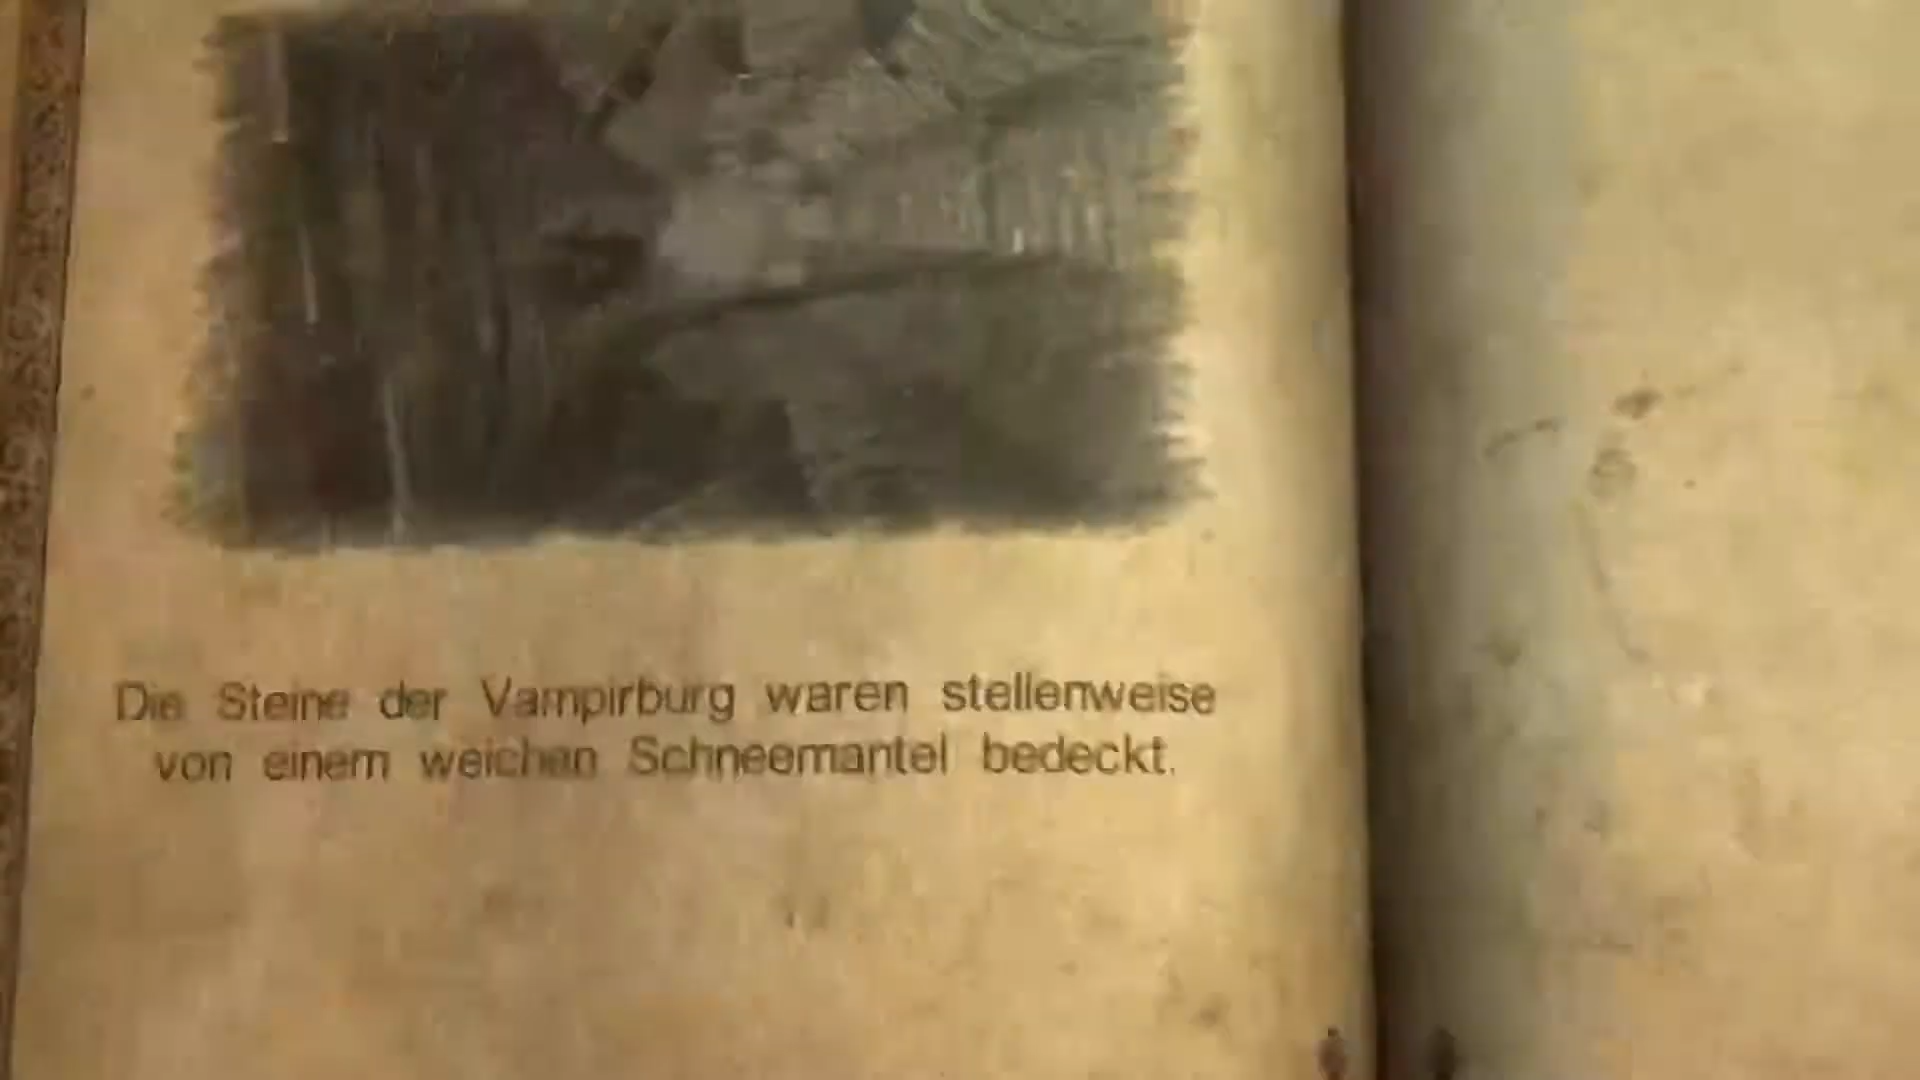 Die Steine der Vampirburg waren stellenweise
von einem weichen Schneemantel bedeckt.